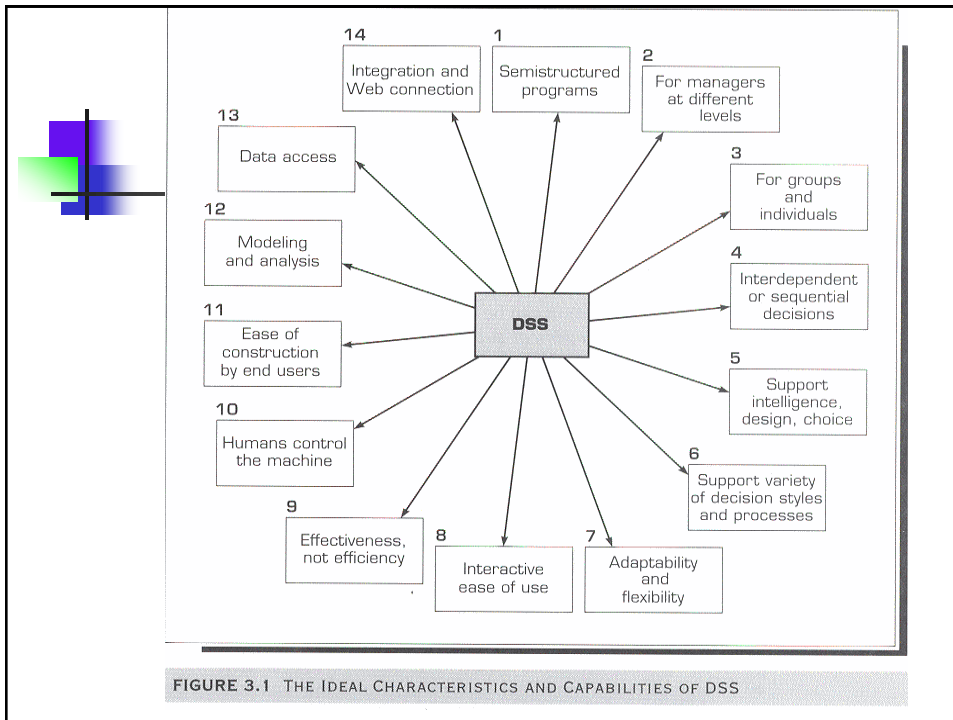 14
Integration and
Web connection
1
Semistructured
programs
2
For managers
at different
levels
13
Data access
3
For groups
and
individuals
12
Modeling
and analysis
4
Interdependent
or sequential
decisions
DSS
11
Ease of
construction
by end users
5
Support
intelligence,
design, choice
10
Humans control
the machine
6
Support variety
of decision styles
and processes
9
Effectiveness,
not efficiency
8
Interactive
ease of use
7
Adaptability
and
flexibility
FIGURE 3.1 THE IDEAL CHARACTERISTICS AND CAPABILITIES OF DSS